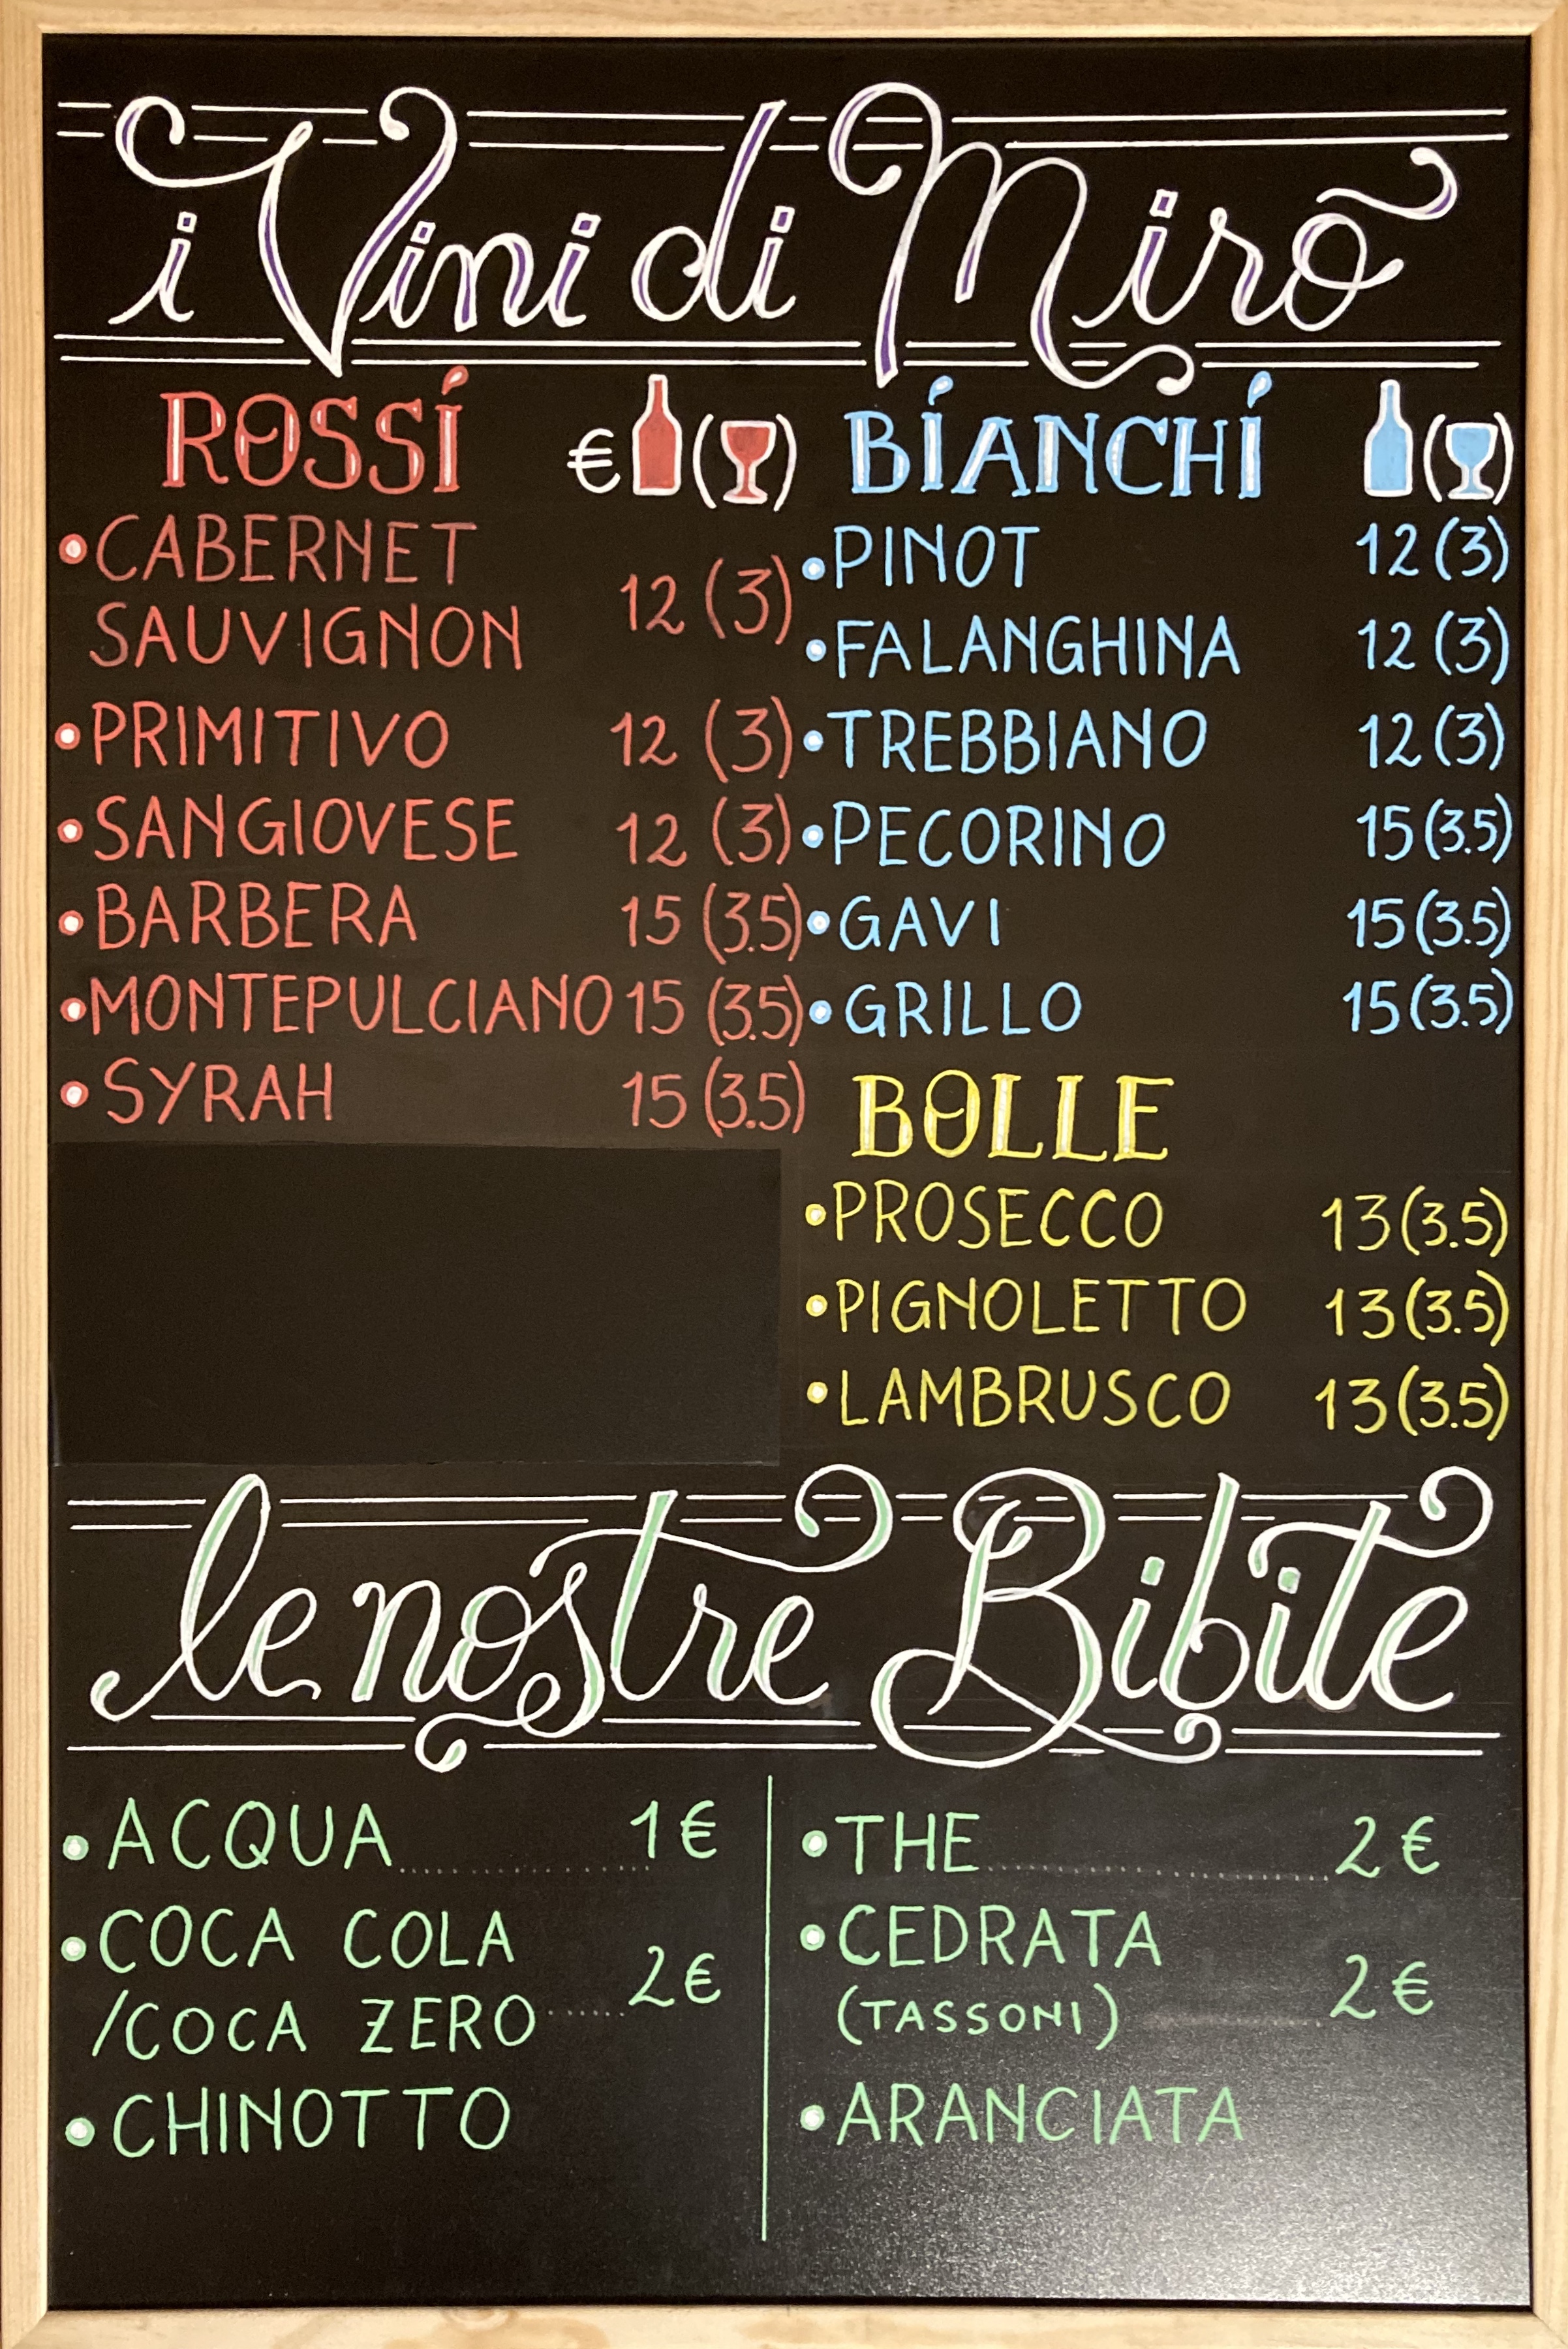 i Vini di Mirò
ROSSI € ( )
CABERNET
SAUVIGNON 12 (3)
PRIMITIVO 12 (3)
SANGIOVESE 12 (3)
BARBERA 15 (3.5)
MONTEPULCIANO 15 (3.5)
SYRAH 15 (3.5)
BIANCHI ( )
PINOT 12 (3)
FALANGHINA 12 (3)
TREBBIANO 12 (3)
PECORINO 15 (3.5)
GAVI 15 (3.5)
GRILLO 15 (3.5)
BOLLE
PROSECCO 13 (3.5)
PIGNOLETTO 13 (3.5)
LAMBRUSCO 13 (3.5)
le nostre Bibite
ACQUA 1€
COCA COLA
/COCA ZERO 2€
CHINOTTO
THE 2€
CEDRATA
(TASSONI) 2€
ARANCIATA